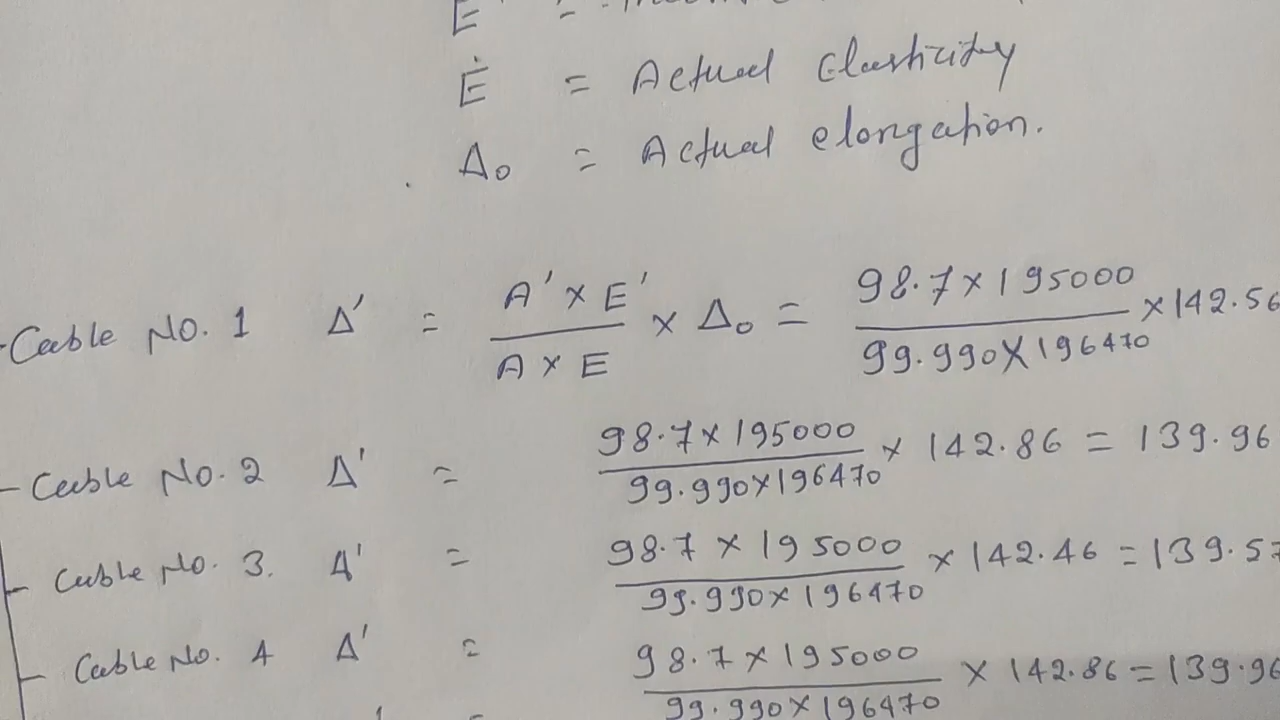 E' =
Ė = Actual Elasticity
Δo = Actual elongation.
Cable No. 1 Δ' = A' x E' / A x E x Δo = 98.7 x 195000 / 99.990 x 196470 x 142.56
Cable No. 2 Δ' = 98.7 x 195000 / 99.990 x 196470 x 142.86 = 139.96
Cable No. 3. Δ' = 98.7 x 195000 / 99.990 x 196470 x 142.46 = 139.57
Cable No. 4 Δ' = 98.7 x 195000 / 99.990 x 196470 x 142.86 = 139.96